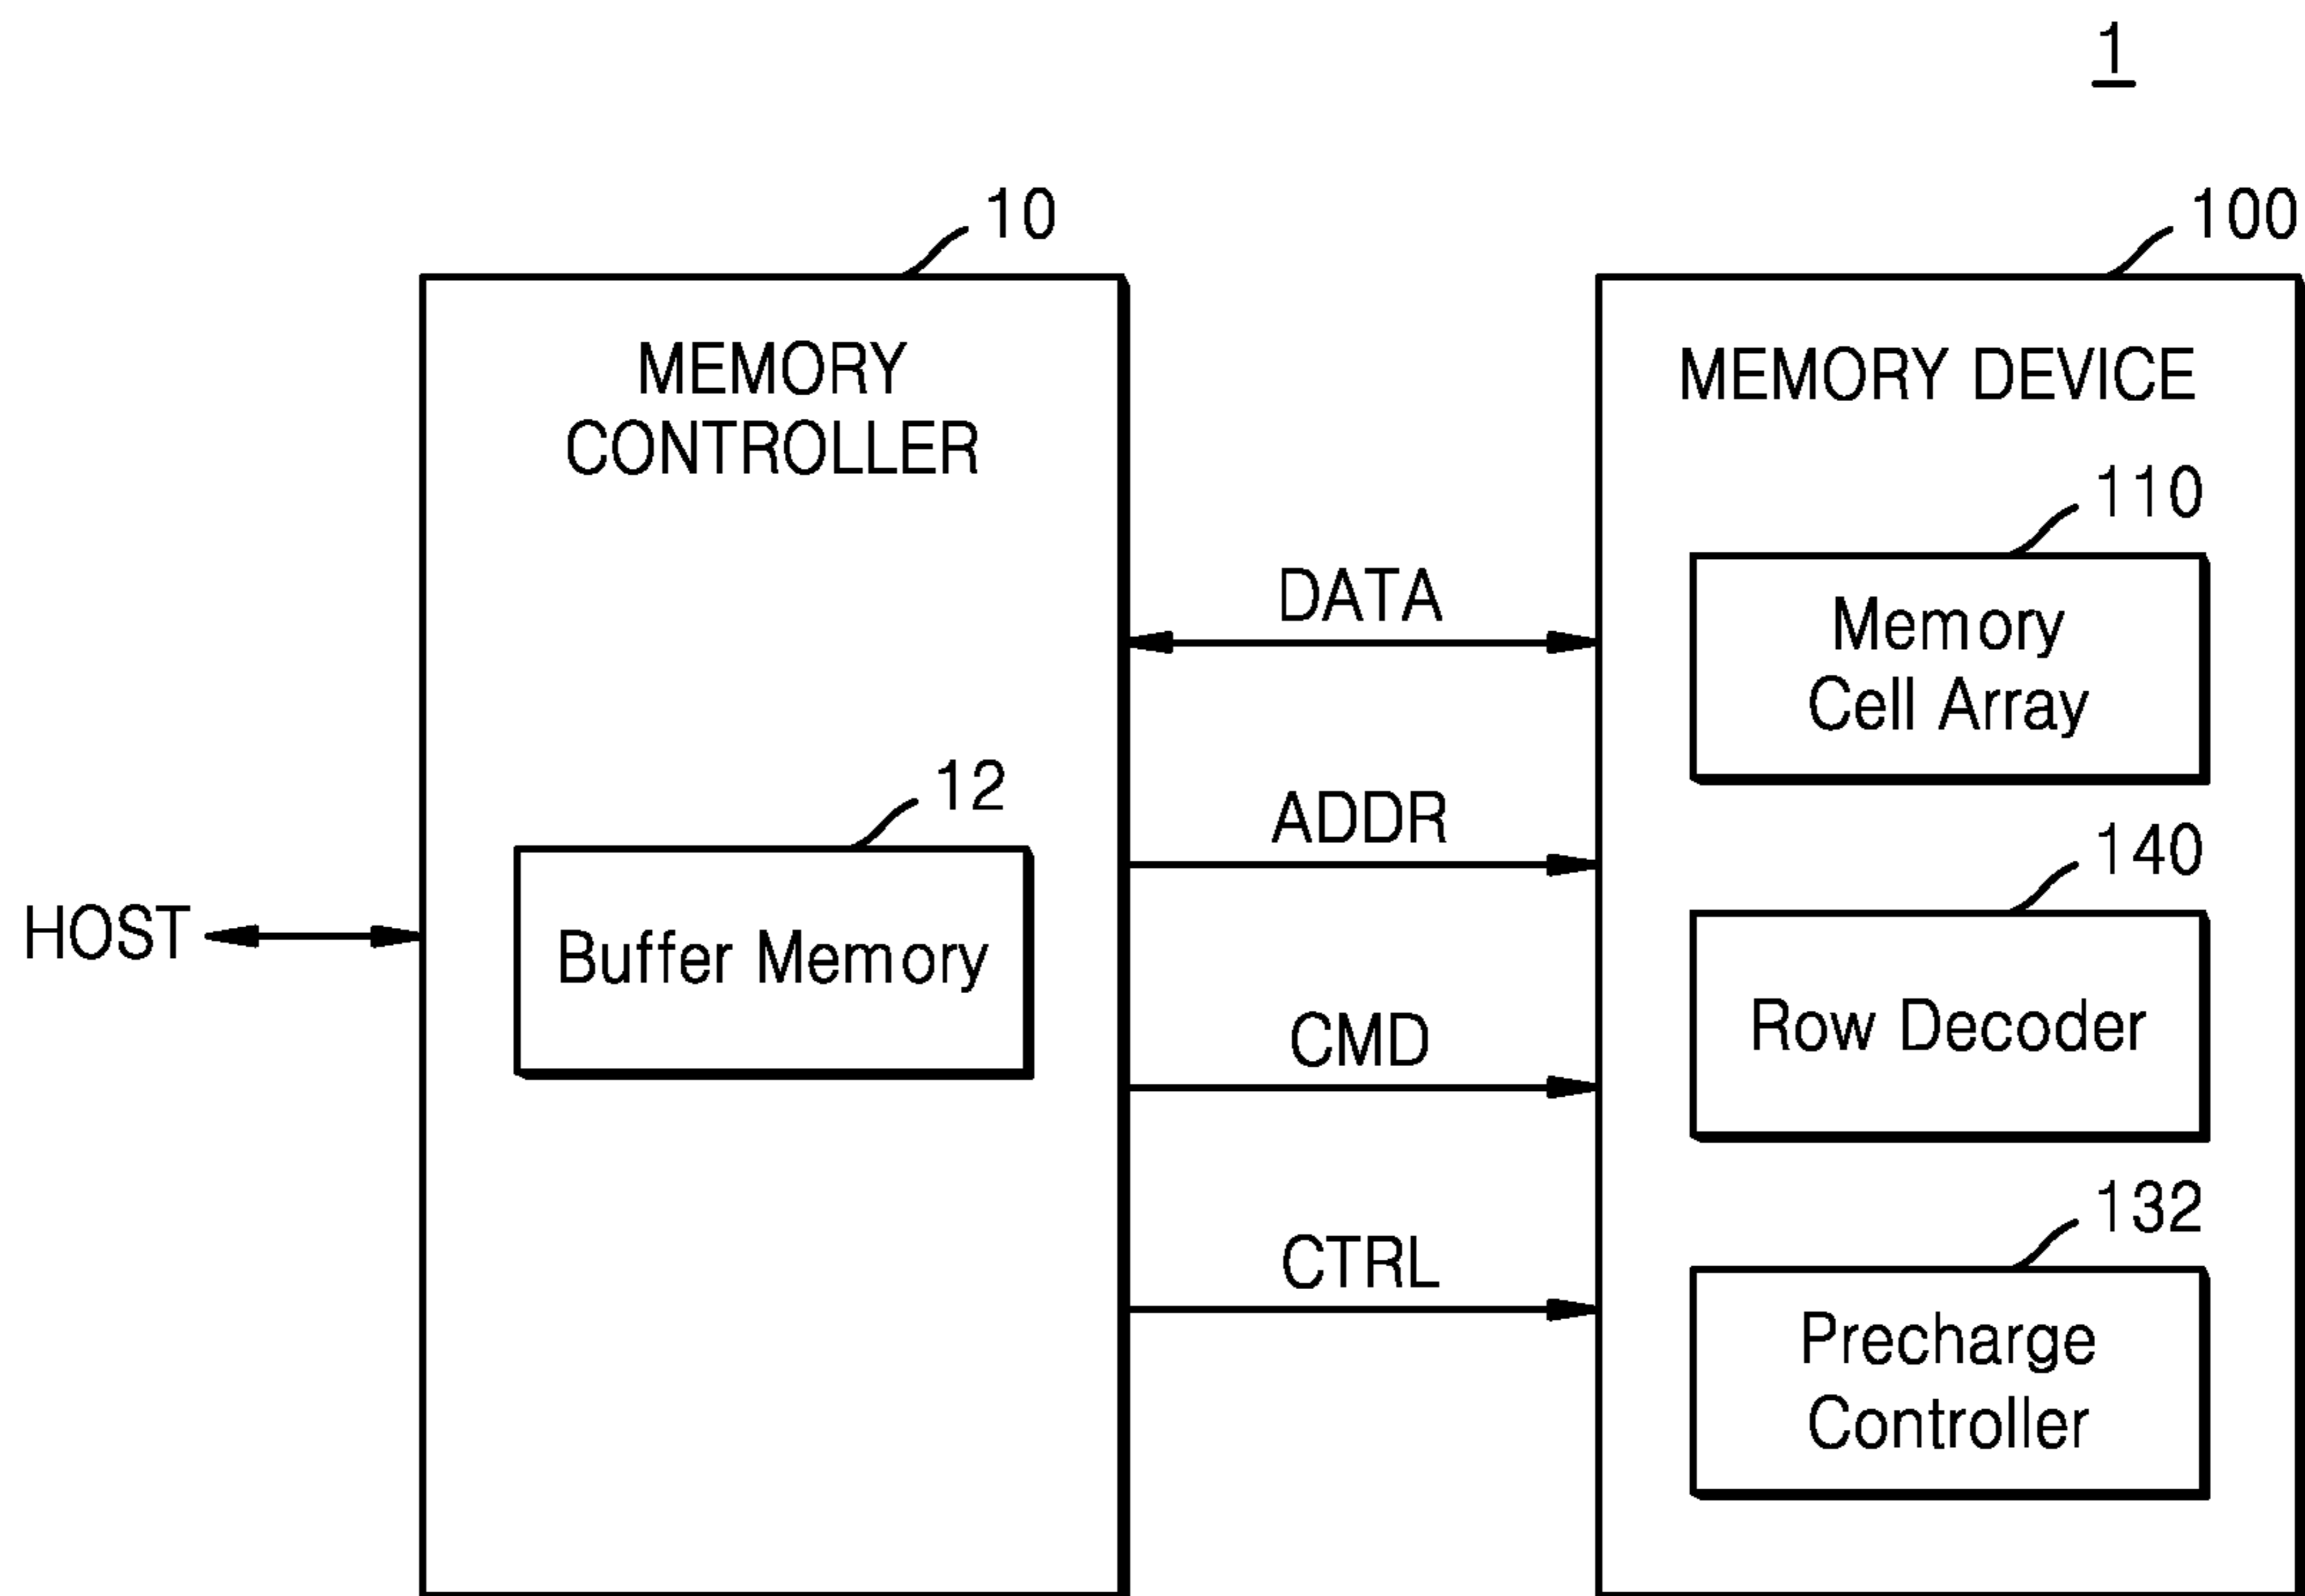 1
10
100
MEMORY
CONTROLLER
MEMORY DEVICE
110
DATA
Memory
Cell Array
12
ADDR
140
HOST
Buffer Memory
CMD
Row Decoder
132
CTRL
Precharge
Controller